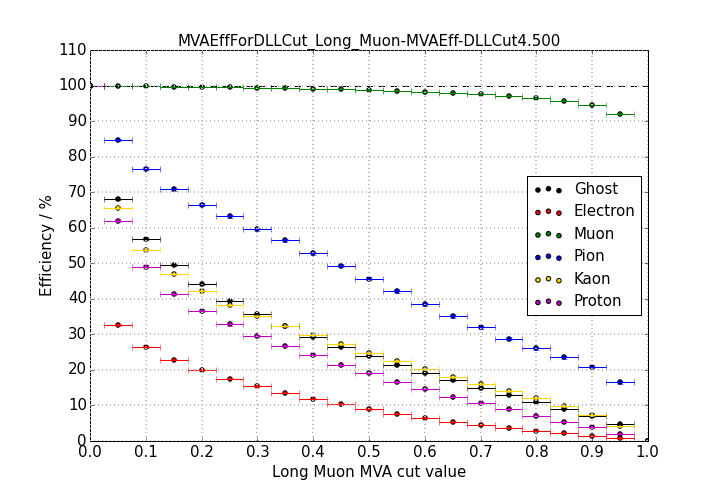 MVAEffForDLLCut_Long_Muon-MVAEff-DLLCut4.500
110
100
90
80
70
60
50
40
30
20
10
0
Efficiency / %
Ghost
Electron
Muon
Pion
Kaon
Proton
0.0 0.1 0.2 0.3 0.4 0.5 0.6 0.7 0.8 0.9 1.0
Long Muon MVA cut value